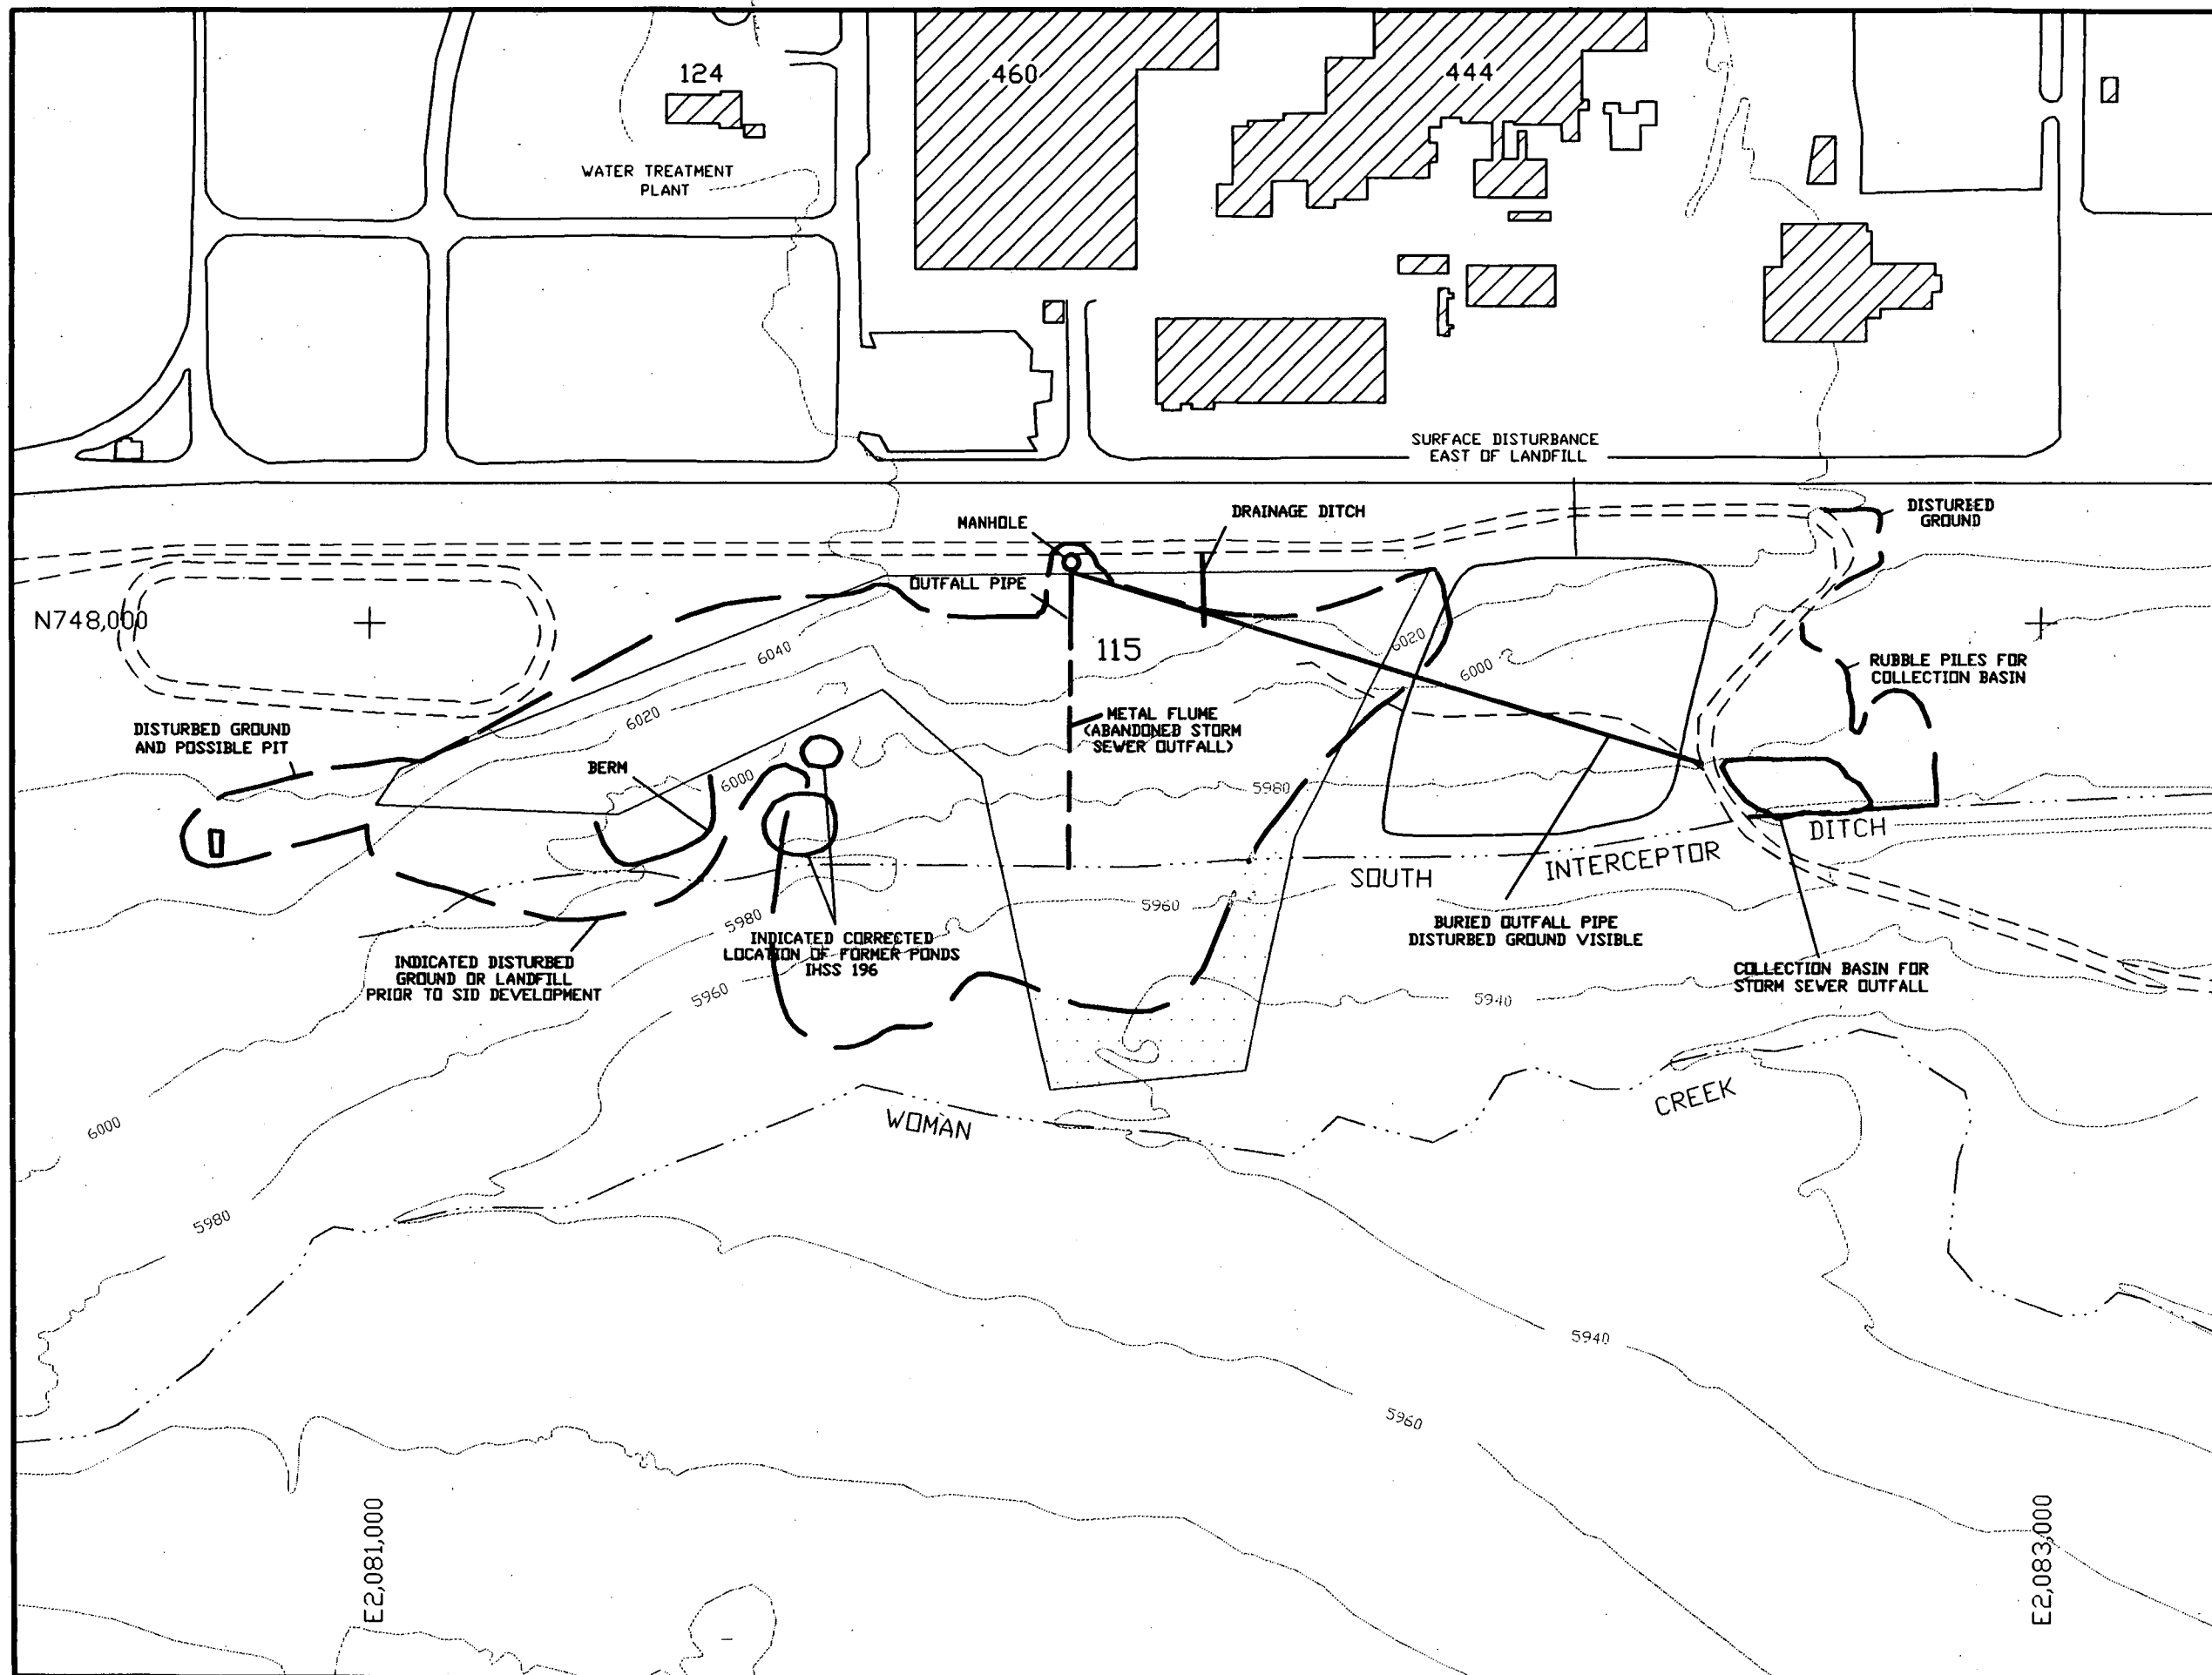 124
460
444
WATER TREATMENT
PLANT
SURFACE DISTURBANCE
EAST OF LANDFILL
MANHOLE
DRAINAGE DITCH
DISTURBED
GROUND
OUTFALL PIPE
N748,000
115
6040
6020
6020
6000
RUBBLE PILES FOR
COLLECTION BASIN
DISTURBED GROUND
AND POSSIBLE PIT
METAL FLUME
(ABANDONED STORM
SEWER OUTFALL)
BERM
6000
5980
DITCH
INTERCEPTOR
SOUTH
5960
5980
BURIED OUTFALL PIPE
DISTURBED GROUND VISIBLE
INDICATED CORRECTED
LOCATION OF FORMER PONDS
IHSS 196
INDICATED DISTURBED
GROUND OR LANDFILL
PRIOR TO SID DEVELOPMENT
COLLECTION BASIN FOR
STORM SEWER OUTFALL
5960
5940
6000
WOMAN
CREEK
5980
5940
5960
E2,081,000
E2,083,000